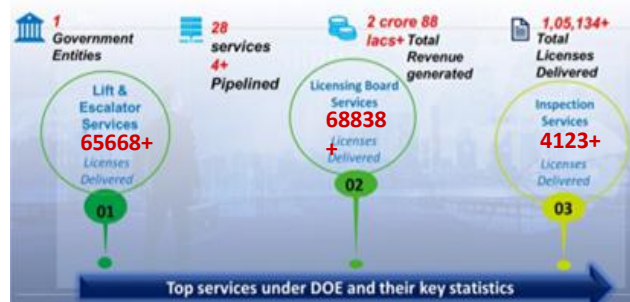 1
Government
Entities
28
services
4+
Pipelined
2 crore 88
lacs+ Total
Revenue
generated
1,05,134+
Total
Licenses
Delivered
Lift &
Escalator
Services
65668+
Licenses
Delivered
01
Licensing Board
Services
68838
+
Licenses
Delivered
02
Inspection
Services
4123+
Licenses
Delivered
03
Top services under DOE and their key statistics